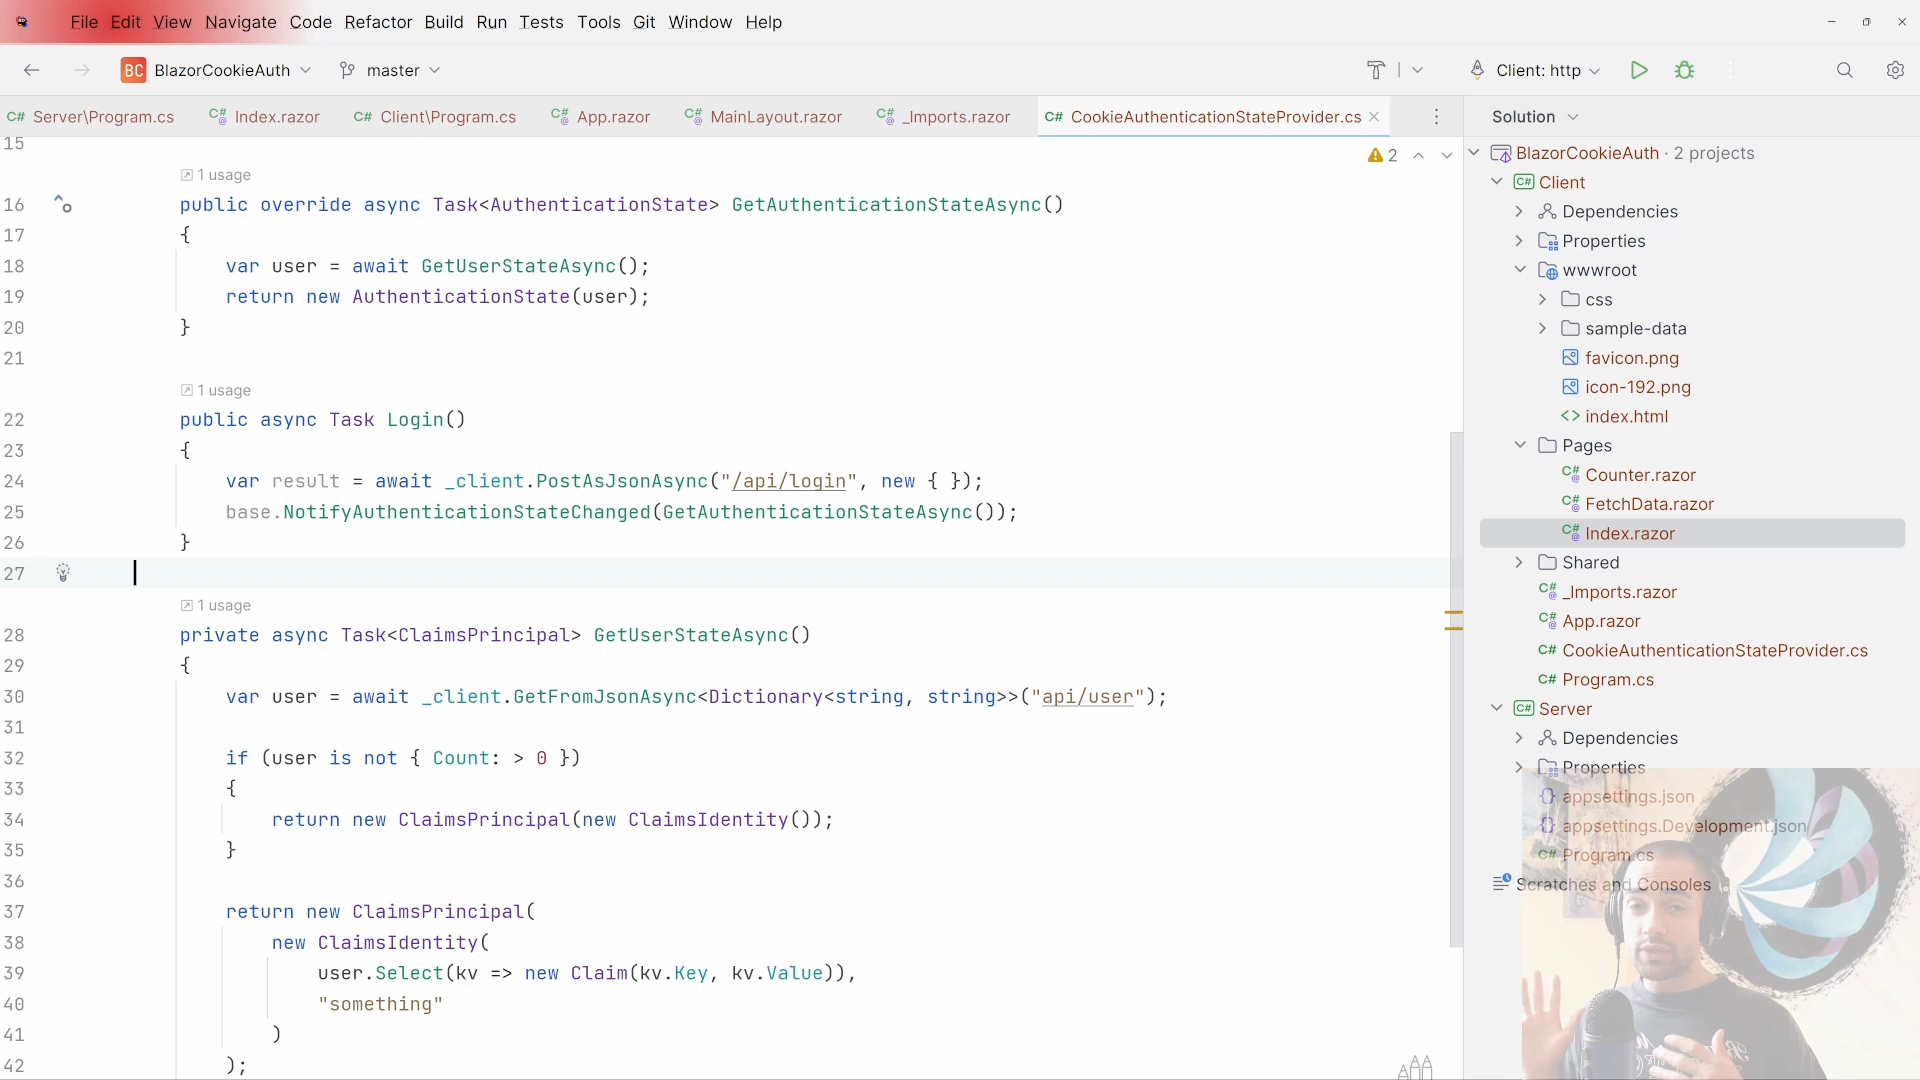 File Edit View Navigate Code Refactor Build Run Tests Tools Git Window Help
BC BlazorCookieAuth master Client: http
C# Server\Program.cs C# Index.razor C# Client\Program.cs C# App.razor C# MainLayout.razor C# _Imports.razor C# CookieAuthenticationStateProvider.cs
15
1 usage
16 public override async Task<AuthenticationState> GetAuthenticationStateAsync()
17 {
18 var user = await GetUserStateAsync();
19 return new AuthenticationState(user);
20 }
21
1 usage
22 public async Task Login()
23 {
24 var result = await _client.PostAsJsonAsync("/api/login", new { });
25 base.NotifyAuthenticationStateChanged(GetAuthenticationStateAsync());
26 }
27
1 usage
28 private async Task<ClaimsPrincipal> GetUserStateAsync()
29 {
30 var user = await _client.GetFromJsonAsync<Dictionary<string, string>>("api/user");
31
32 if (user is not { Count: > 0 })
33 {
34 return new ClaimsPrincipal(new ClaimsIdentity());
35 }
36
37 return new ClaimsPrincipal(
38 new ClaimsIdentity(
39 user.Select(kv => new Claim(kv.Key, kv.Value)),
40 "something"
41 )
42 );
2
Solution
BlazorCookieAuth · 2 projects
C# Client
Dependencies
Properties
wwwroot
css
sample-data
favicon.png
icon-192.png
<> index.html
Pages
C# Counter.razor
C# FetchData.razor
C# Index.razor
Shared
C# _Imports.razor
C# App.razor
C# CookieAuthenticationStateProvider.cs
C# Program.cs
C# Server
Dependencies
Properties
appsettings.json
appsettings.Development.json
C# Program.cs
Scratches and Consoles